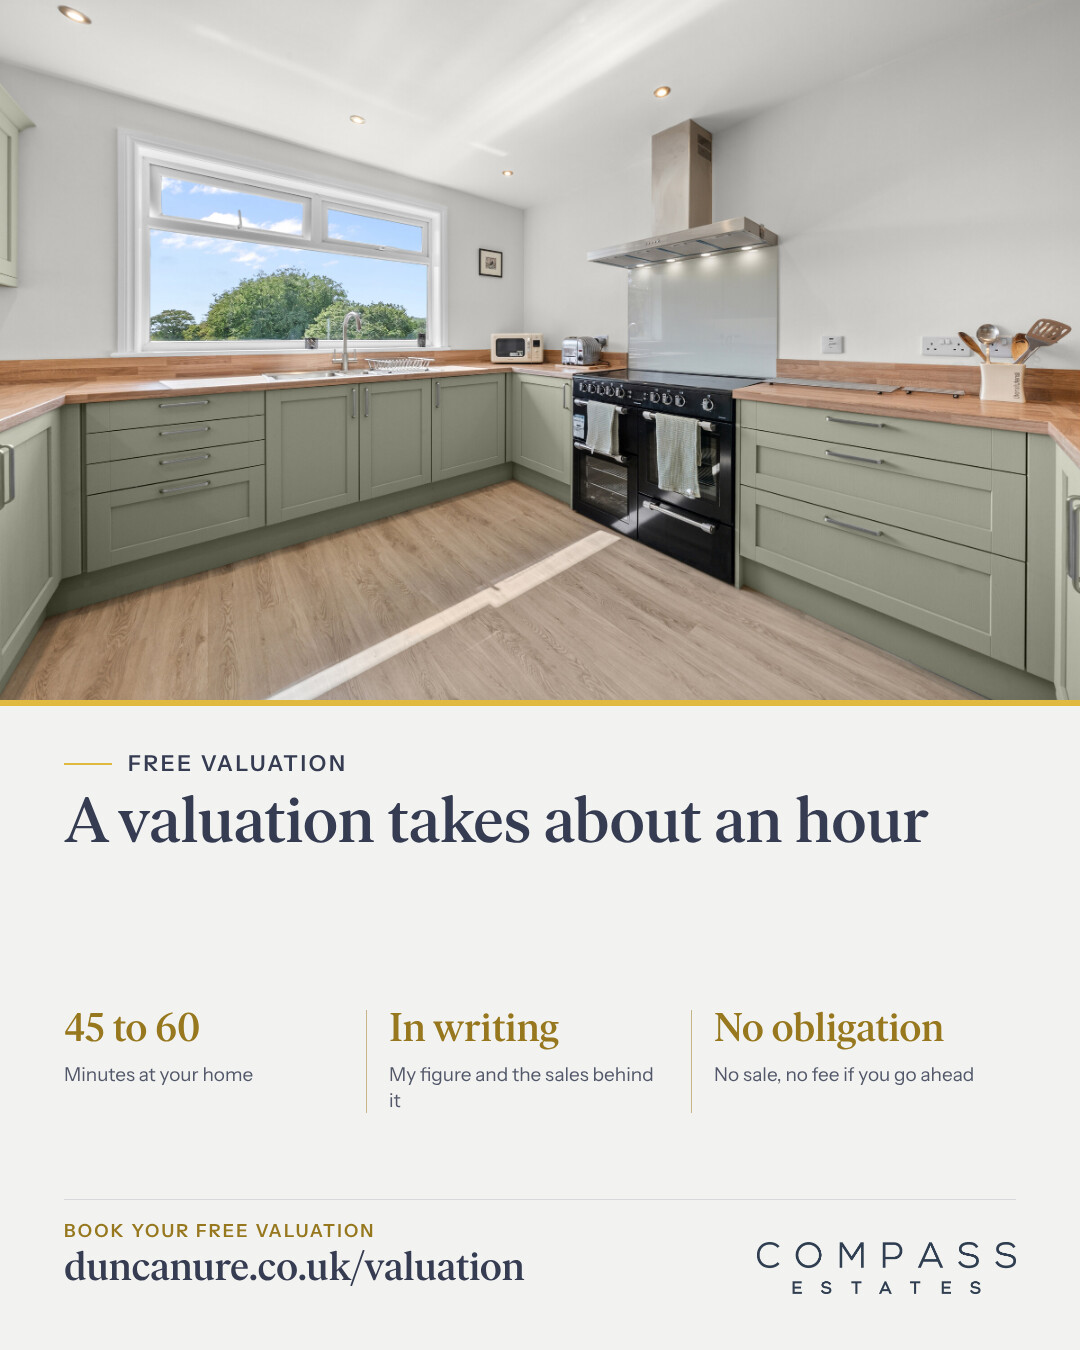 FREE VALUATION
A valuation takes about an hour
45 to 60
Minutes at your home
In writing
My figure and the sales behind
it
No obligation
No sale, no fee if you go ahead
BOOK YOUR FREE VALUATION
duncanure.co.uk/valuation
COMPASS
ESTATES